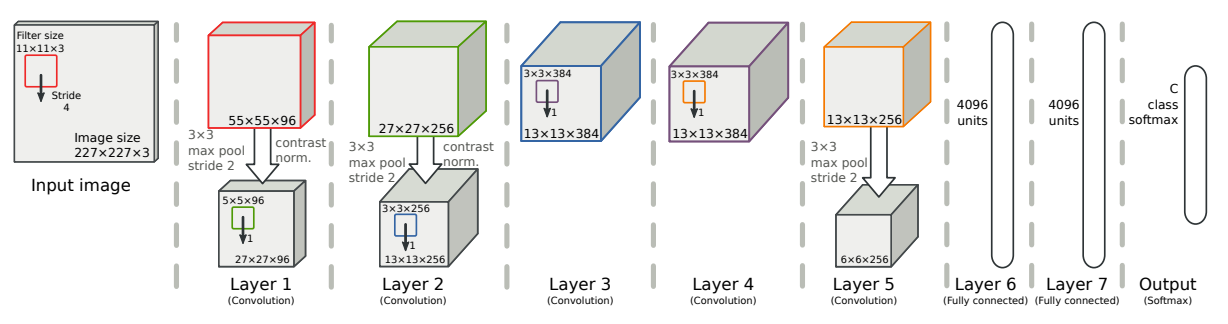 Filter size
11×11×3
Stride
4
Image size
227×227×3
Input image
55×55×96
3×3
max pool
stride 2
contrast
norm.
5×5×96
1
27×27×96
Layer 1
(Convolution)
27×27×256
3×3
max pool
stride 2
contrast
norm.
3×3×256
1
13×13×256
Layer 2
(Convolution)
3×3×384
1
13×13×384
Layer 3
(Convolution)
3×3×384
1
13×13×384
Layer 4
(Convolution)
13×13×256
3×3
max pool
stride 2
6×6×256
Layer 5
(Convolution)
4096
units
Layer 6
(Fully connected)
4096
units
Layer 7
(Fully connected)
C
class
softmax
Output
(Softmax)